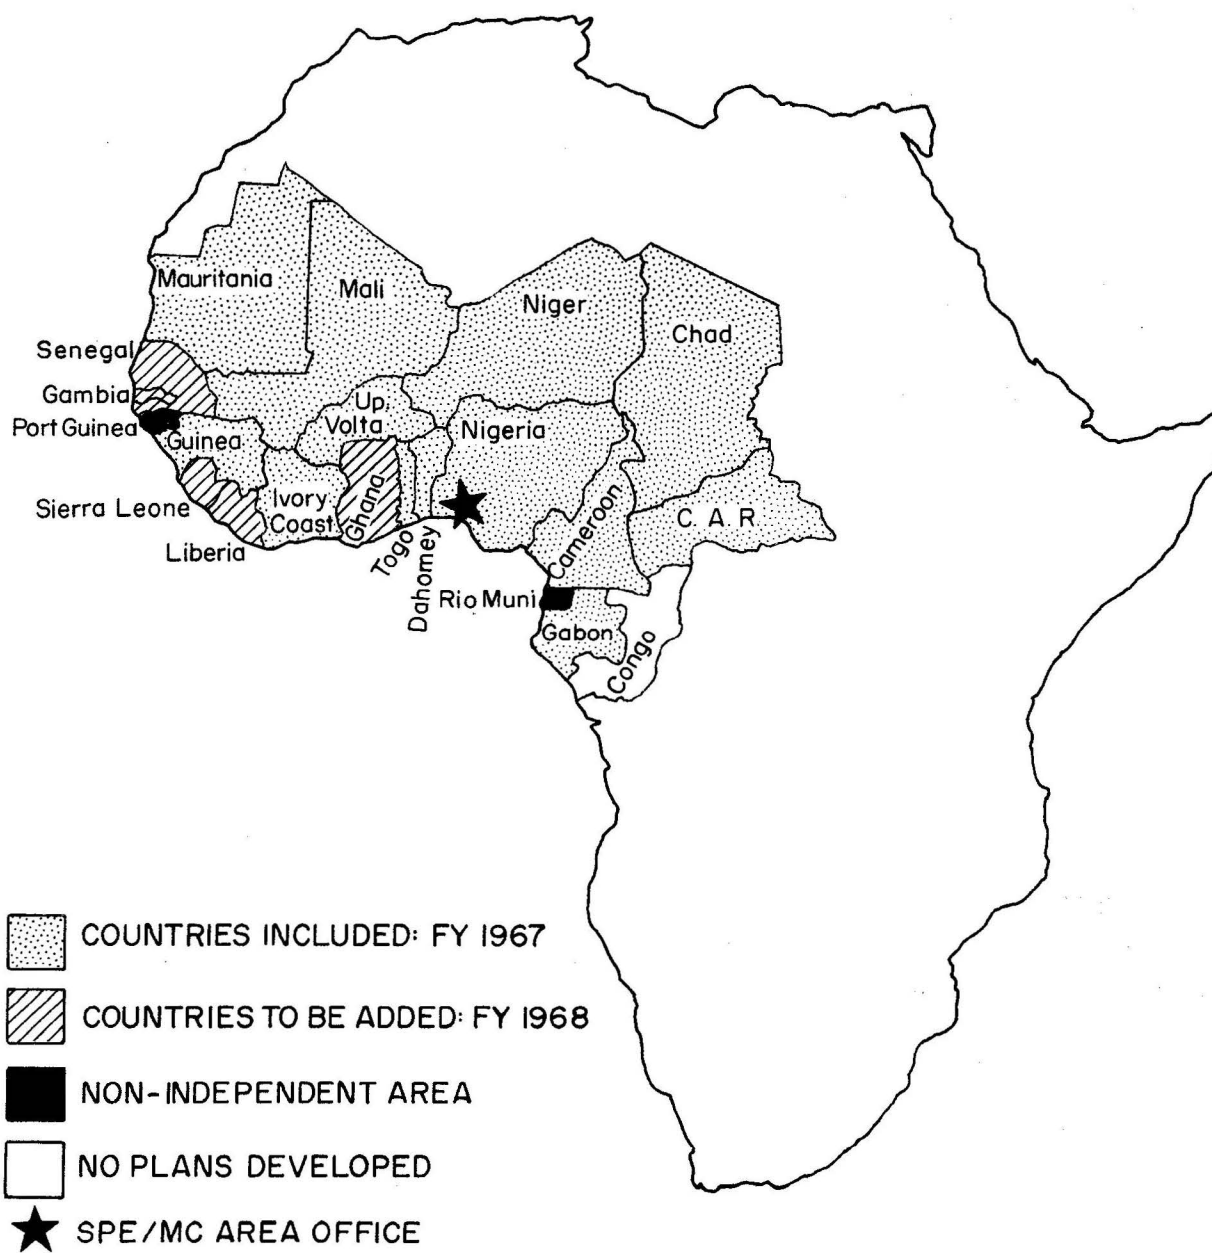 Mauritania
Mali
Niger
Chad
Senegal
Gambia
Port Guinea
Guinea
Up
Volta
Nigeria
Sierra Leone
Liberia
Ivory
Coast
Ghana
Togo
Dahomey
Cameroon
C. A. R.
Rio Muni
Gabon
Congo
COUNTRIES INCLUDED: FY 1967
COUNTRIES TO BE ADDED: FY 1968
NON-INDEPENDENT AREA
NO PLANS DEVELOPED
SPE/MC AREA OFFICE